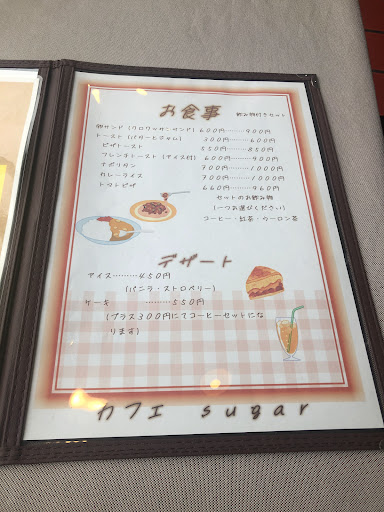 お食事 飲み物付きセット
卵サンド(クロワッサンサンド) 600円………900円
トースト(バターとジャム) 300円………600円
ピザトースト 550円………850円
フレンチトースト(アイス付) 600円………900円
ナポリタン 700円………1000円
カレーライス 700円………1000円
トマトピザ 660円………960円
セットのお飲み物
(一つお選びください)
コーヒー・紅茶・ウーロン茶
デザート
アイス………450円
(バニラ・ストロベリー)
ケーキ ………550円
(プラス300円にてコーヒーセットにな
ります)
カフェ sugar